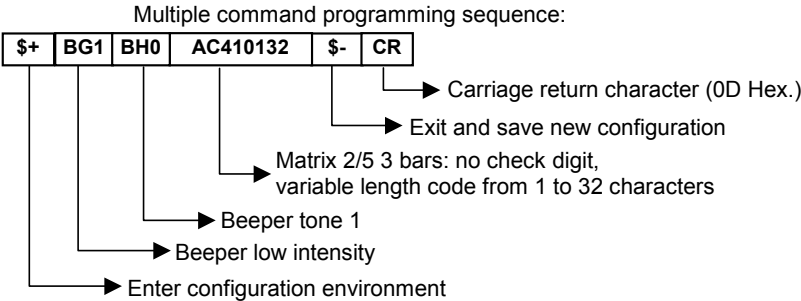 Multiple command programming sequence:
$+ BG1 BH0 AC410132 $- CR
Carriage return character (0D Hex.)
Exit and save new configuration
Matrix 2/5 3 bars: no check digit,
variable length code from 1 to 32 characters
Beeper tone 1
Beeper low intensity
Enter configuration environment